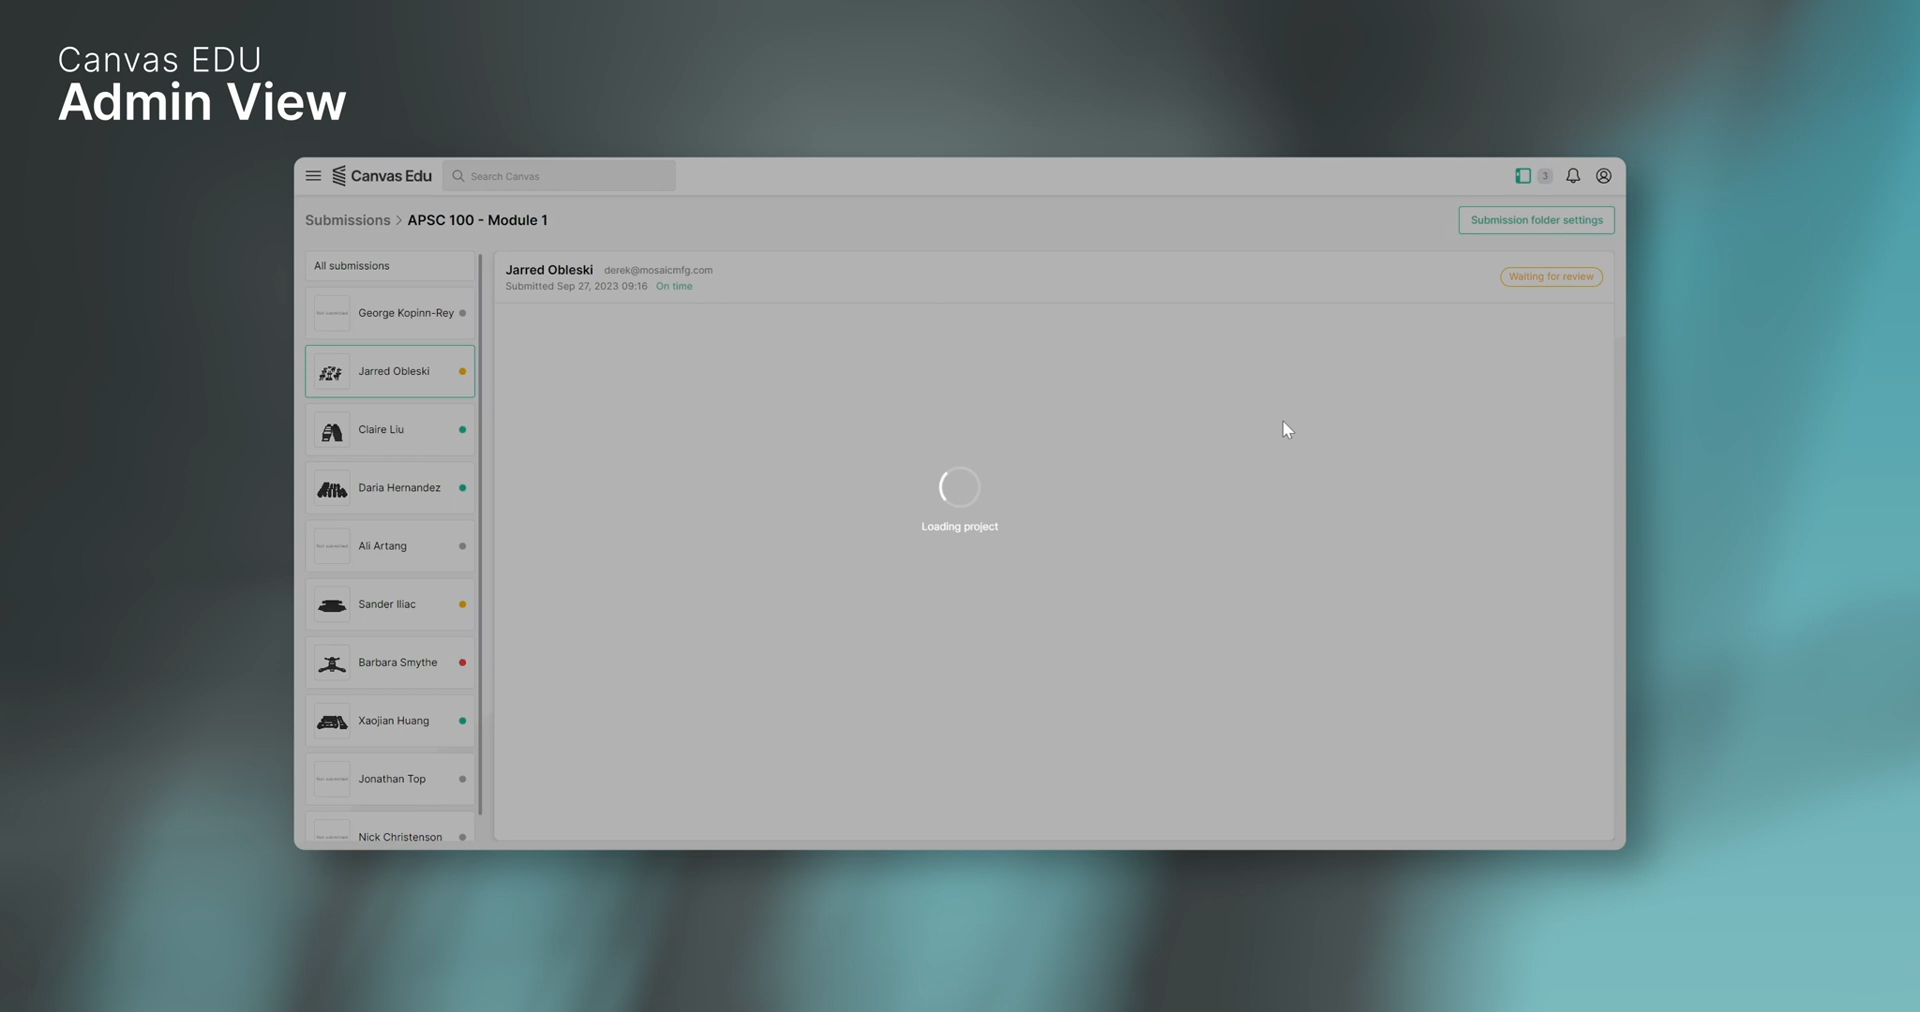 Canvas EDU
Admin View
Canvas Edu
Search Canvas
3
Submissions > APSC 100 - Module 1
Submission folder settings
All submissions
George Kopinn-Rey
Jarred Obleski
Claire Liu
Daria Hernandez
Ali Artang
Sander Iliac
Barbara Smythe
Xaojian Huang
Jonathan Top
Nick Christenson
Jarred Obleski derek@mosaicmfg.com
Submitted Sep 27, 2023 09:16 On time
Waiting for review
Loading project